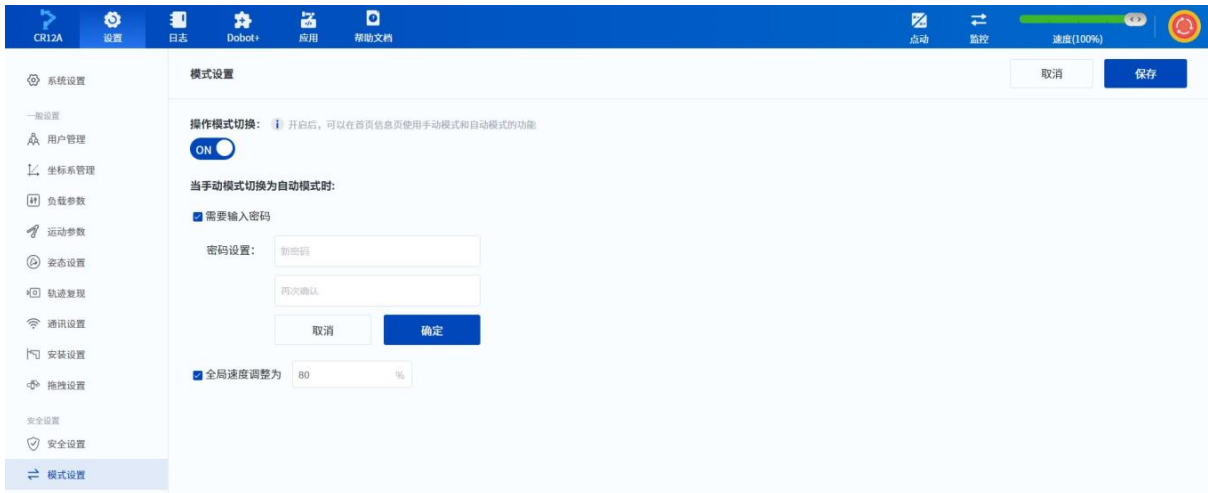 CR12A 设置 日志 Dobot+ 应用 帮助文档 点动 监控 速度(100%)
系统设置
一般设置
用户管理
坐标系管理
负载参数
运动参数
姿态设置
轨迹复现
通讯设置
安装设置
拖拽设置
安全设置
安全设置
模式设置
模式设置 取消 保存
操作模式切换： i 开启后，可以在首页信息页使用手动模式和自动模式的功能
ON
当手动模式切换为自动模式时:
需要输入密码
密码设置： 新密码
再次确认
取消 确定
全局速度调整为 80 %